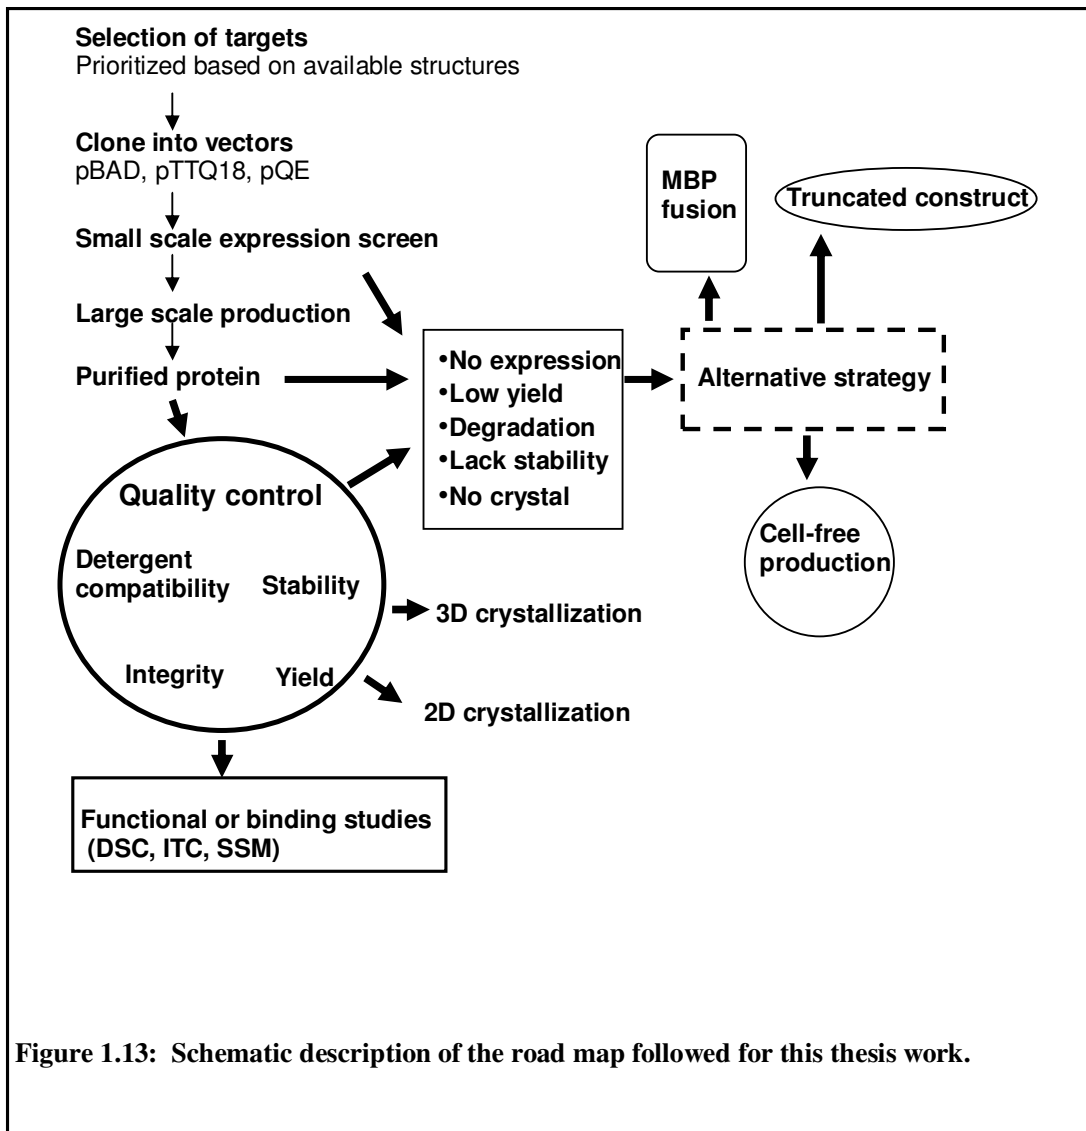 Selection of targets
Prioritized based on available structures
Clone into vectors
pBAD, pTTQ18, pQE
Small scale expression screen
Large scale production
Purified protein
•No expression
•Low yield
•Degradation
•Lack stability
•No crystal
MBP
fusion
Truncated construct
Alternative strategy
Cell-free
production
Quality control
Detergent
compatibility
Stability
Integrity
Yield
3D crystallization
2D crystallization
Functional or binding studies
(DSC, ITC, SSM)
Figure 1.13: Schematic description of the road map followed for this thesis work.